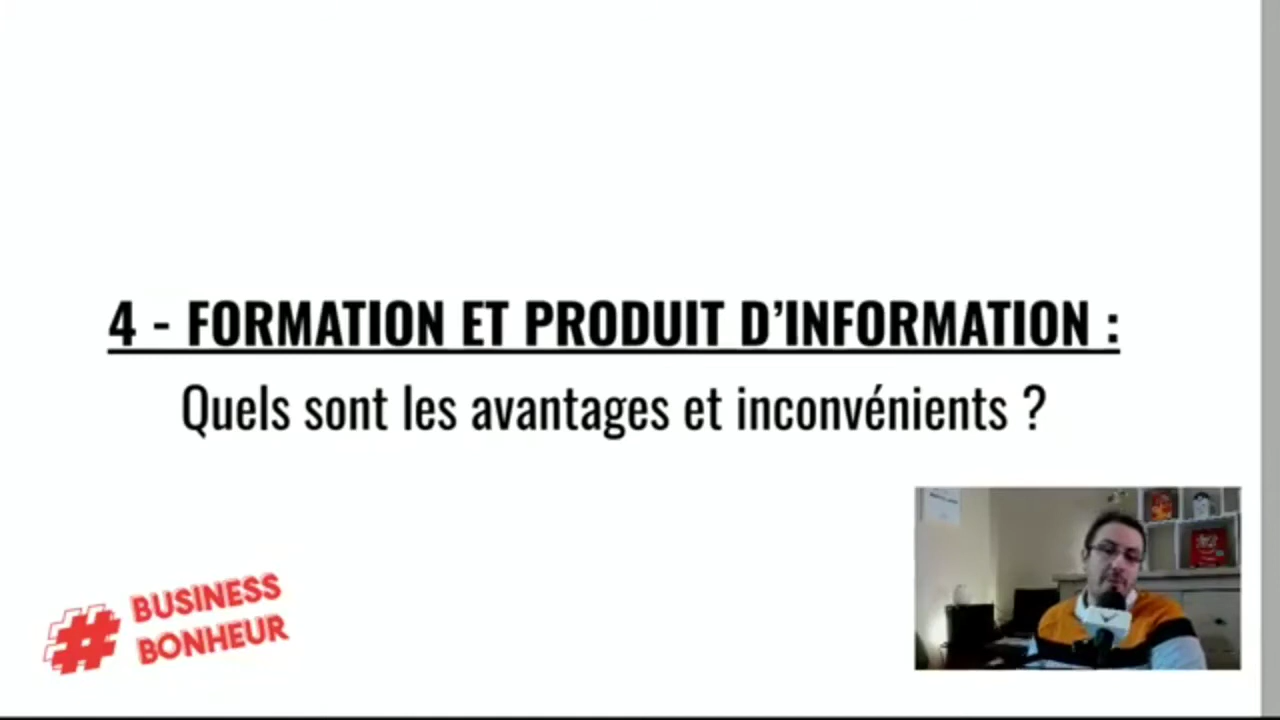 4 - FORMATION ET PRODUIT D’INFORMATION :
Quels sont les avantages et inconvénients ?
# BUSINESS
BONHEUR